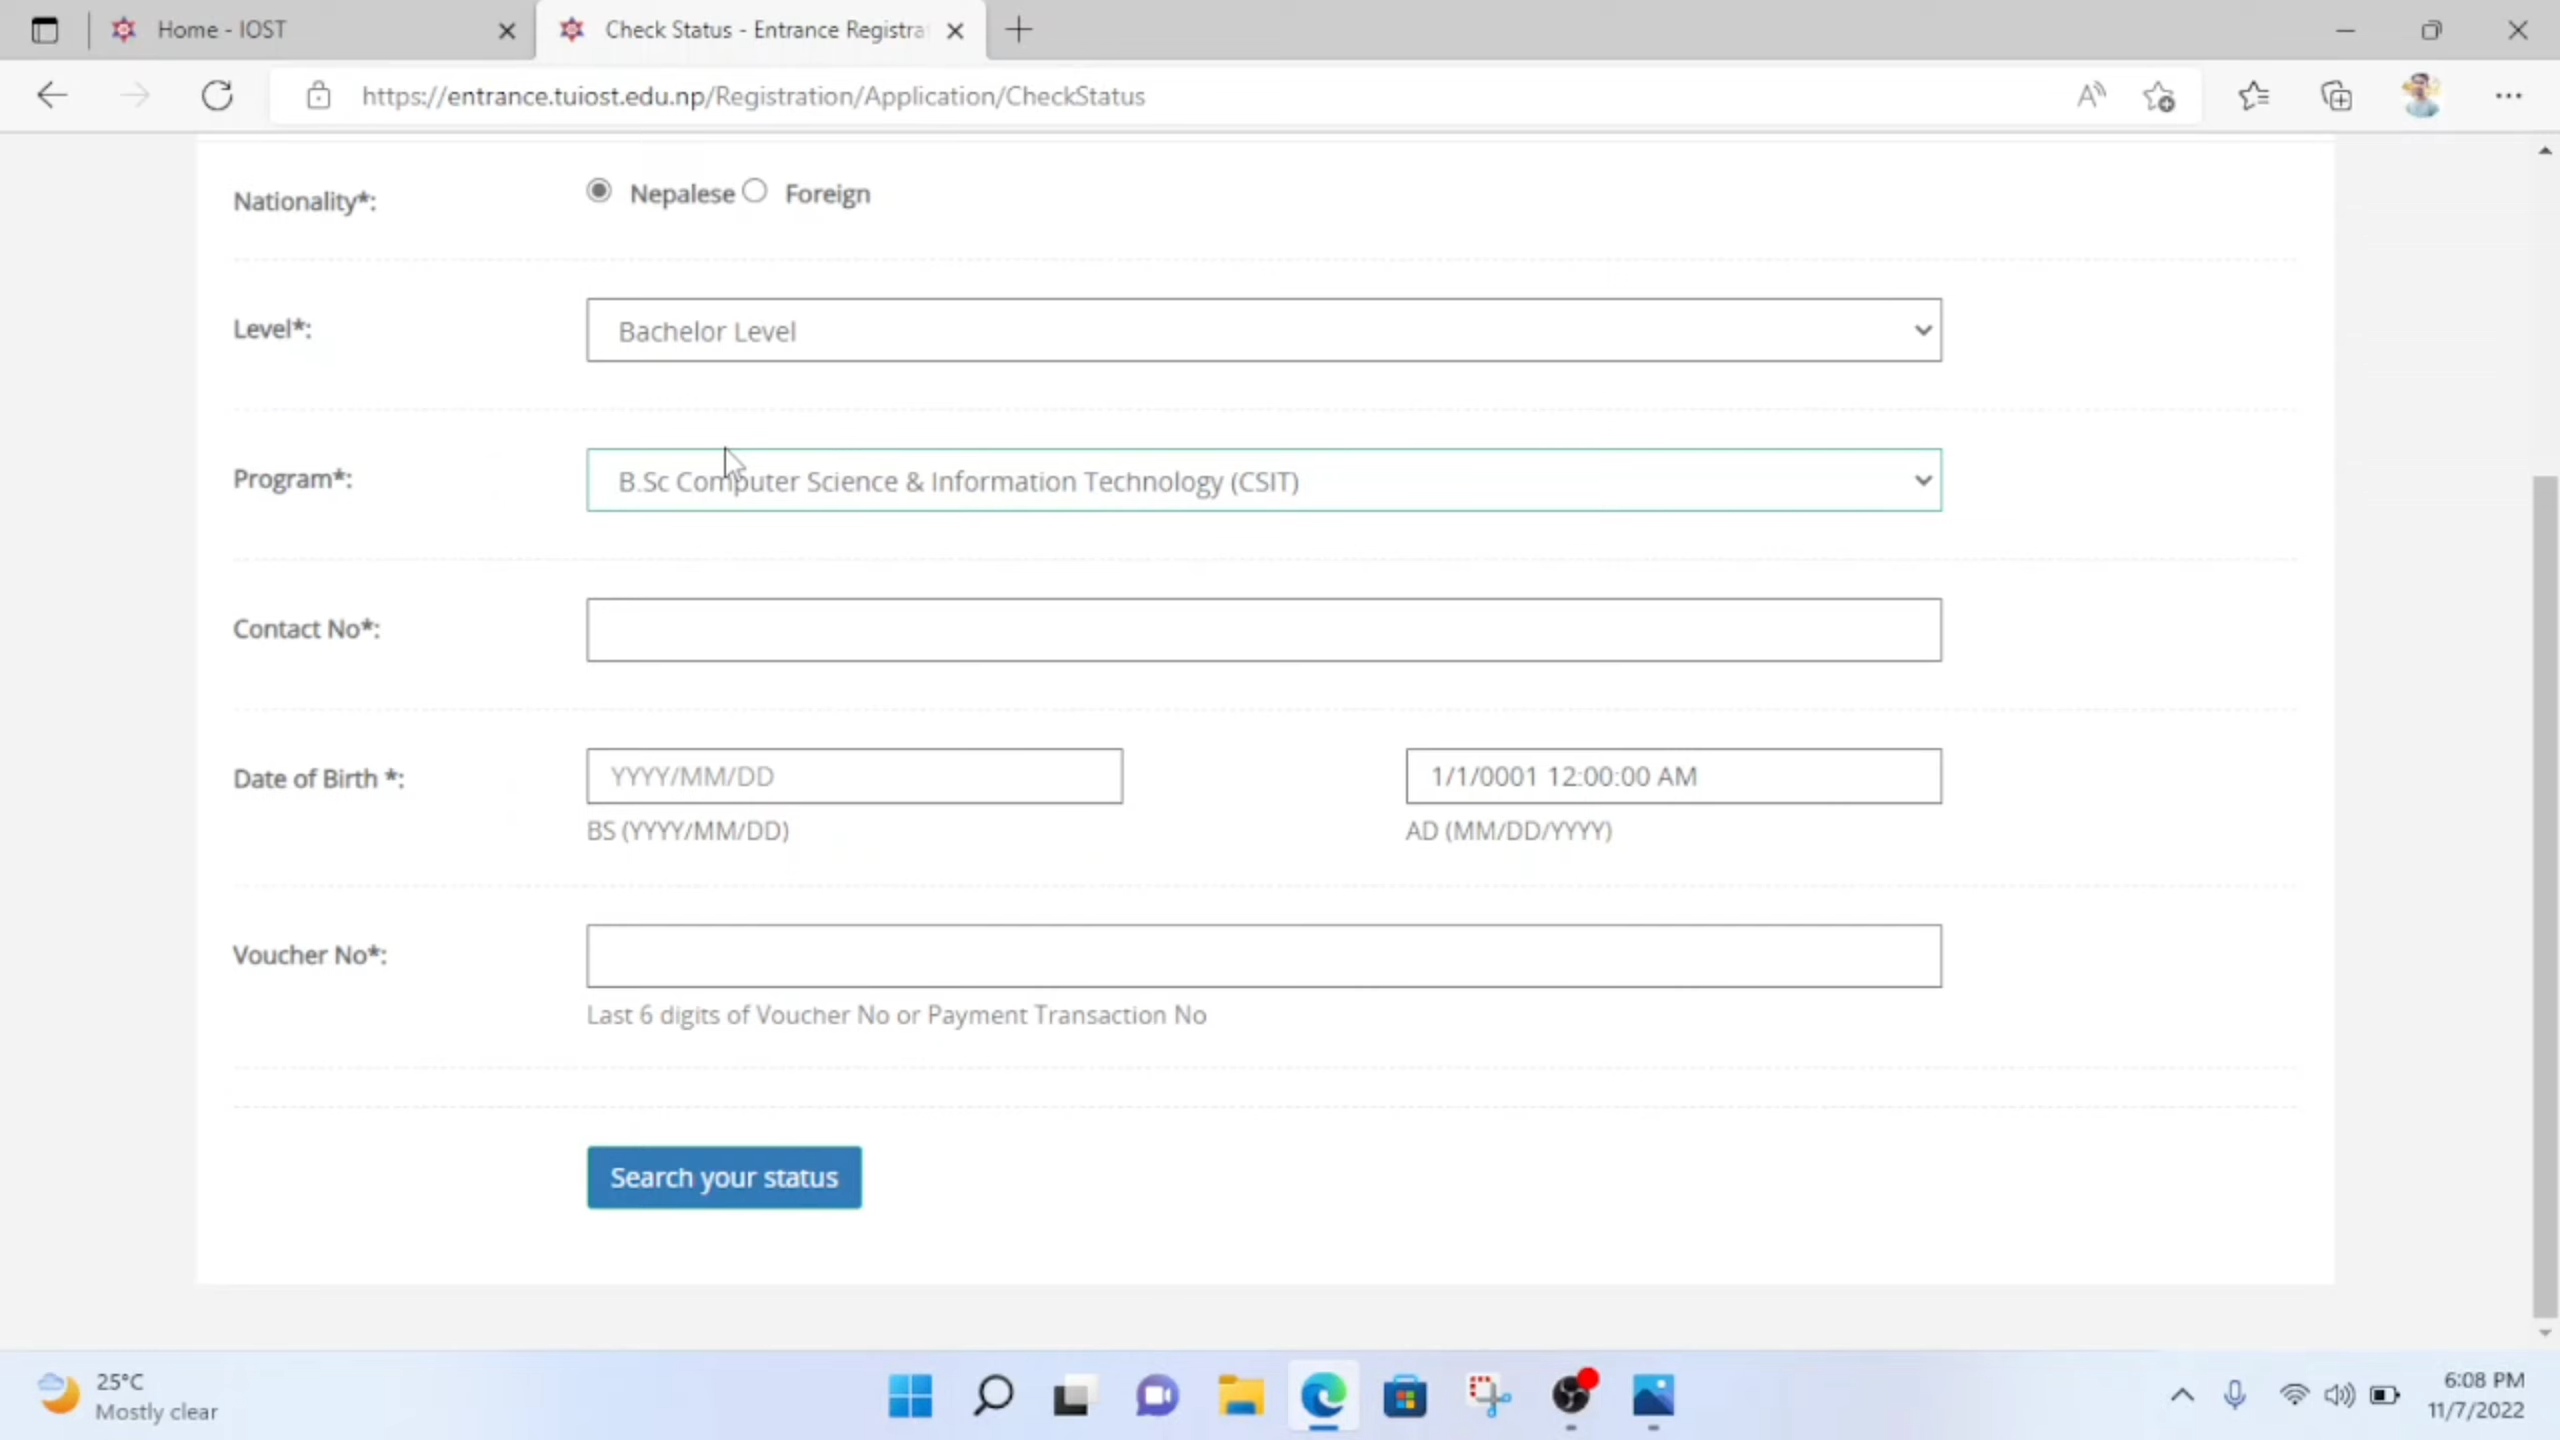 Home - IOST
Check Status - Entrance Registra
https://entrance.tuiost.edu.np/Registration/Application/CheckStatus
Nationality*:
Nepalese
Foreign
Level*:
Bachelor Level
Program*:
B.Sc Computer Science & Information Technology (CSIT)
Contact No*:
Date of Birth *:
YYYY/MM/DD
1/1/0001 12:00:00 AM
BS (YYYY/MM/DD)
AD (MM/DD/YYYY)
Voucher No*:
Last 6 digits of Voucher No or Payment Transaction No
Search your status
25°C
Mostly clear
6:08 PM
11/7/2022